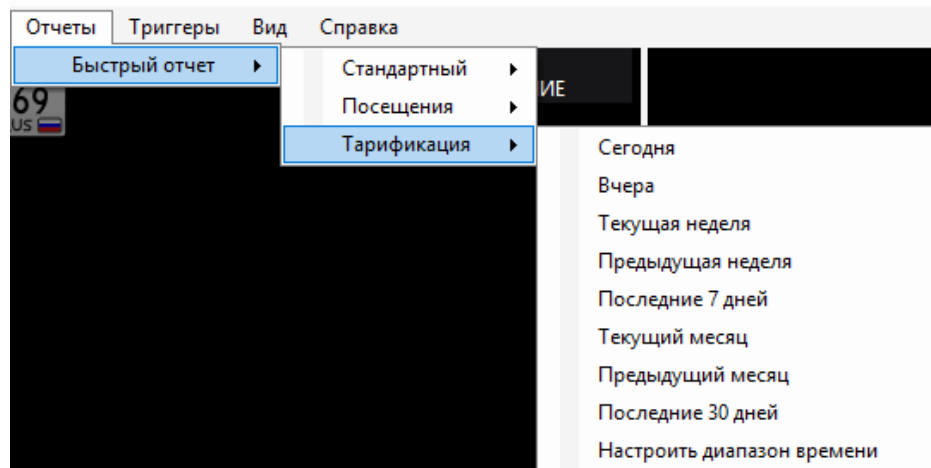 Отчеты Триггеры Вид Справка
Быстрый отчет
Стандартный
ИЕ
69
Посещения
RUS
Тарификация
Сегодня
Вчера
Текущая неделя
Предыдущая неделя
Последние 7 дней
Текущий месяц
Предыдущий месяц
Последние 30 дней
Настроить диапазон времени